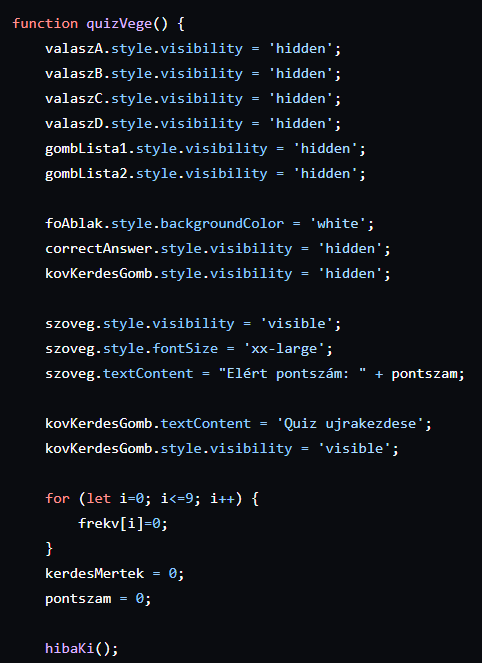 function quizVege() {
    valaszA.style.visibility = 'hidden';
    valaszB.style.visibility = 'hidden';
    valaszC.style.visibility = 'hidden';
    valaszD.style.visibility = 'hidden';
    gombLista1.style.visibility = 'hidden';
    gombLista2.style.visibility = 'hidden';

    foAblak.style.backgroundColor = 'white';
    correctAnswer.style.visibility = 'hidden';
    kovKerdesGomb.style.visibility = 'hidden';

    szoveg.style.visibility = 'visible';
    szoveg.style.fontSize = 'xx-large';
    szoveg.textContent = "Elért pontszám: " + pontszam;

    kovKerdesGomb.textContent = 'Quiz ujrakezdese';
    kovKerdesGomb.style.visibility = 'visible';

    for (let i=0; i<=9; i++) {
        frekv[i]=0;
    }
    kerdesMertek = 0;
    pontszam = 0;

    hibaKi();